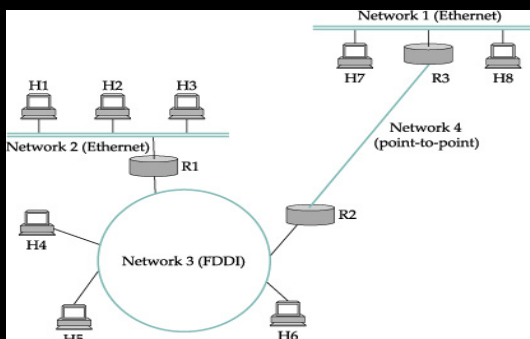 Network 1 (Ethernet)
H7
R3
H8
H1
H2
H3
Network 2 (Ethernet)
R1
Network 4
(point-to-point)
R2
H4
Network 3 (FDDI)
H5
H6